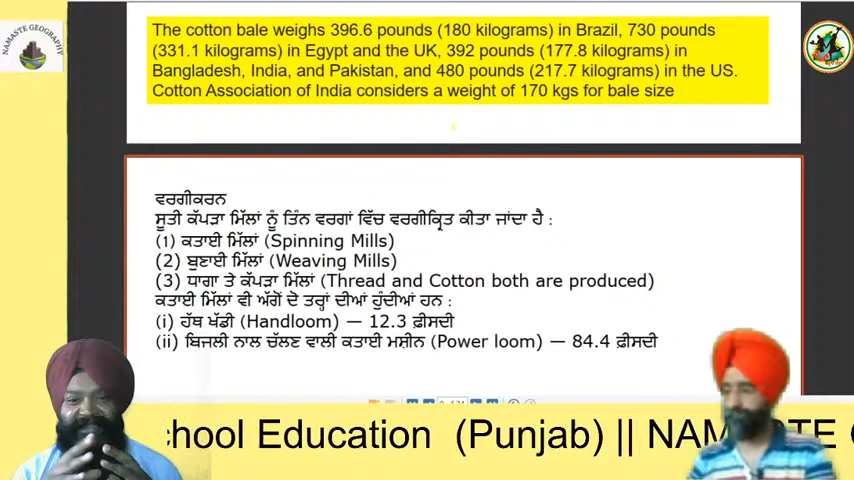 NAMASTE GEOGRAPHY
The cotton bale weighs 396.6 pounds (180 kilograms) in Brazil, 730 pounds
(331.1 kilograms) in Egypt and the UK, 392 pounds (177.8 kilograms) in
Bangladesh, India, and Pakistan, and 480 pounds (217.7 kilograms) in the US.
Cotton Association of India considers a weight of 170 kgs for bale size
ਵਰਗੀਕਰਨ
ਸੂਤੀ ਕੱਪੜਾ ਮਿੱਲਾਂ ਨੂੰ ਤਿੰਨ ਵਰਗਾਂ ਵਿੱਚ ਵਰਗੀਕ੍ਰਿਤ ਕੀਤਾ ਜਾਂਦਾ ਹੈ :
(1) ਕਤਾਈ ਮਿੱਲਾਂ (Spinning Mills)
(2) ਬੁਣਾਈ ਮਿੱਲਾਂ (Weaving Mills)
(3) ਧਾਗਾ ਤੇ ਕੱਪੜਾ ਮਿੱਲਾਂ (Thread and Cotton both are produced)
ਕਤਾਈ ਮਿੱਲਾਂ ਵੀ ਅੱਗੋਂ ਦੋ ਤਰ੍ਹਾਂ ਦੀਆਂ ਹੁੰਦੀਆਂ ਹਨ :
(i) ਹੱਥ ਖੱਡੀ (Handloom) — 12.3 ਫ਼ੀਸਦੀ
(ii) ਬਿਜਲੀ ਨਾਲ ਚੱਲਣ ਵਾਲੀ ਕਤਾਈ ਮਸ਼ੀਨ (Power loom) — 84.4 ਫ਼ੀਸਦੀ
chool Education (Punjab) || NAMASTE